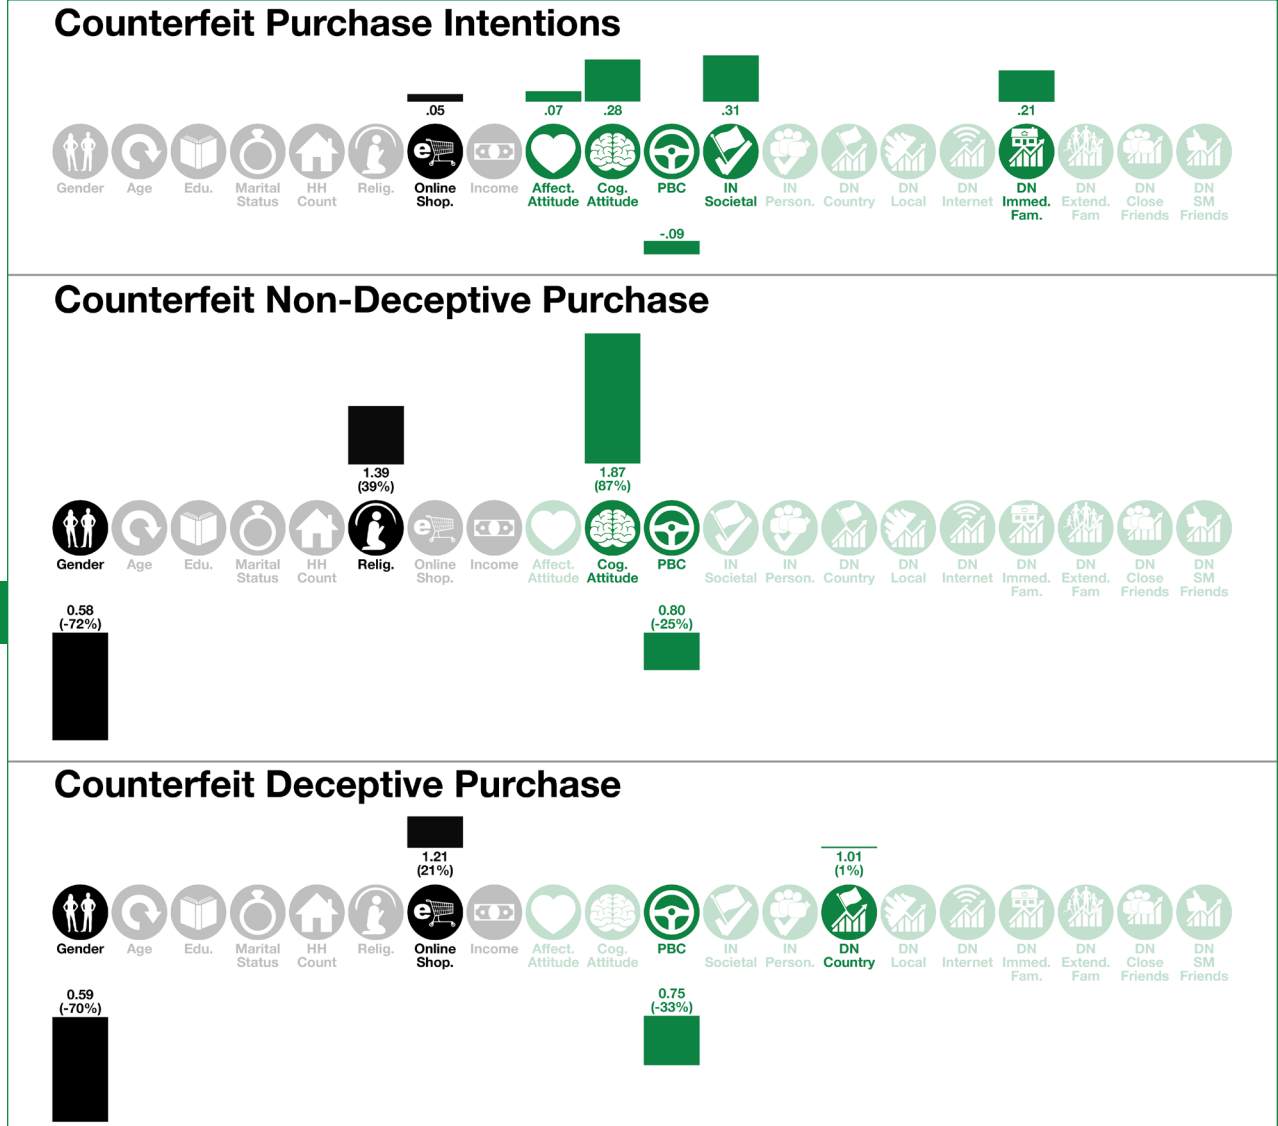 Counterfeit Purchase Intentions
.05 .07 .28 .31 .21
Gender Age Edu. Marital HH Relig. Online Income Affect. Cog. PBC IN IN DN DN DN DN DN DN DN
Status Count Shop. Attitude Attitude Societal Person. Country Local Internet Immed. Extend. Close SM
Fam. Fam Friends Friends
-.09
Counterfeit Non-Deceptive Purchase
1.39 1.87
(39%) (87%)
Gender Age Edu. Marital HH Relig. Online Income Affect. Cog. PBC IN IN DN DN DN DN DN DN DN
Status Count Shop. Attitude Attitude Societal Person. Country Local Internet Immed. Extend. Close SM
Fam. Fam Friends Friends
0.58 0.80
(-72%) (-25%)
Counterfeit Deceptive Purchase
1.21 1.01
(21%) (1%)
e
Gender Age Edu. Marital HH Relig. Online Income Affect. Cog. PBC IN IN DN DN DN DN DN DN DN
Status Count Shop. Attitude Attitude Societal Person. Country Local Internet Immed. Extend. Close SM
Fam. Fam Friends Friends
0.59 0.75
(-70%) (-33%)